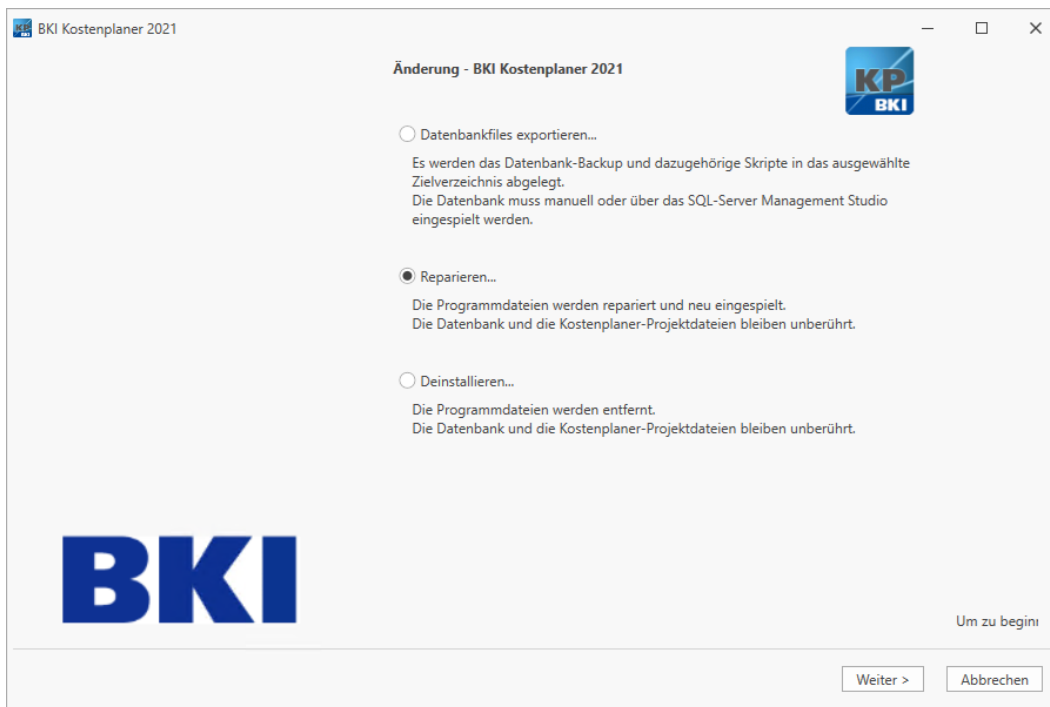 BKI Kostenplaner 2021
Änderung - BKI Kostenplaner 2021
KP
BKI
Datenbankfiles exportieren...
Es werden das Datenbank-Backup und dazugehörige Skripte in das ausgewählte
Zielverzeichnis abgelegt.
Die Datenbank muss manuell oder über das SQL-Server Management Studio
eingespielt werden.
Reparieren...
Die Programmdateien werden repariert und neu eingespielt.
Die Datenbank und die Kostenplaner-Projektdateien bleiben unberührt.
Deinstallieren...
Die Programmdateien werden entfernt.
Die Datenbank und die Kostenplaner-Projektdateien bleiben unberührt.
BKI
Um zu begin
Weiter >
Abbrechen